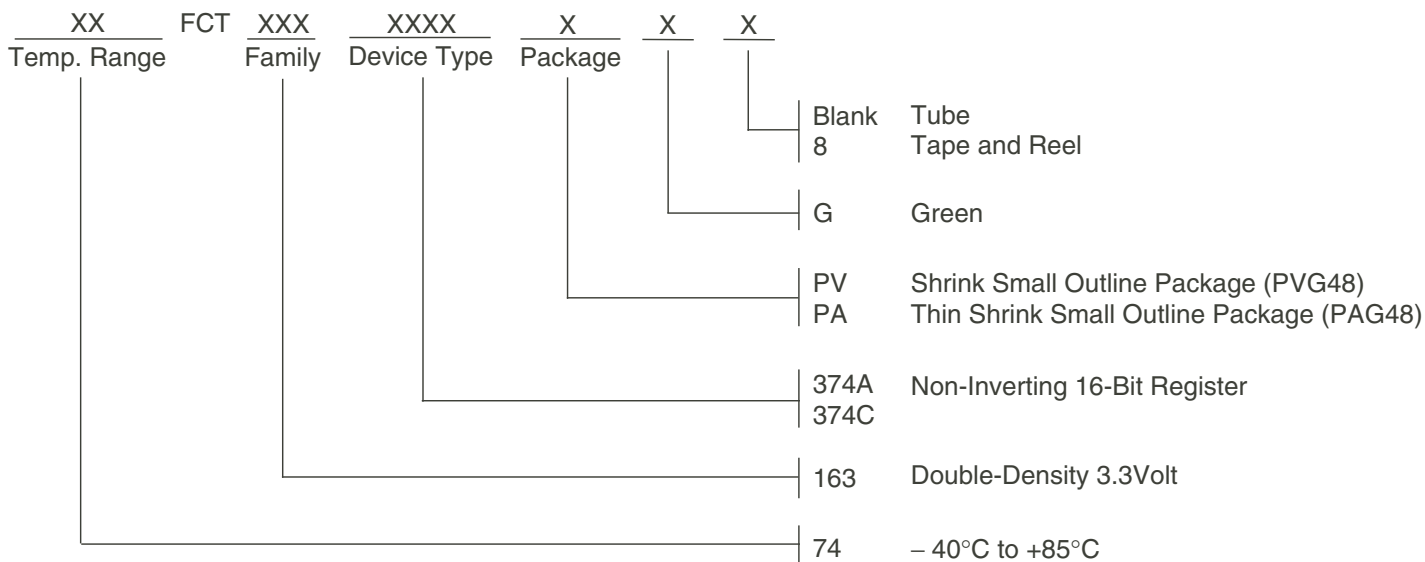 XX FCT XXX XXXX X X X
Temp. Range Family Device Type Package
Blank Tube
8 Tape and Reel
G Green
PV Shrink Small Outline Package (PVG48)
PA Thin Shrink Small Outline Package (PAG48)
374A Non-Inverting 16-Bit Register
374C
163 Double-Density 3.3Volt
74 – 40°C to +85°C